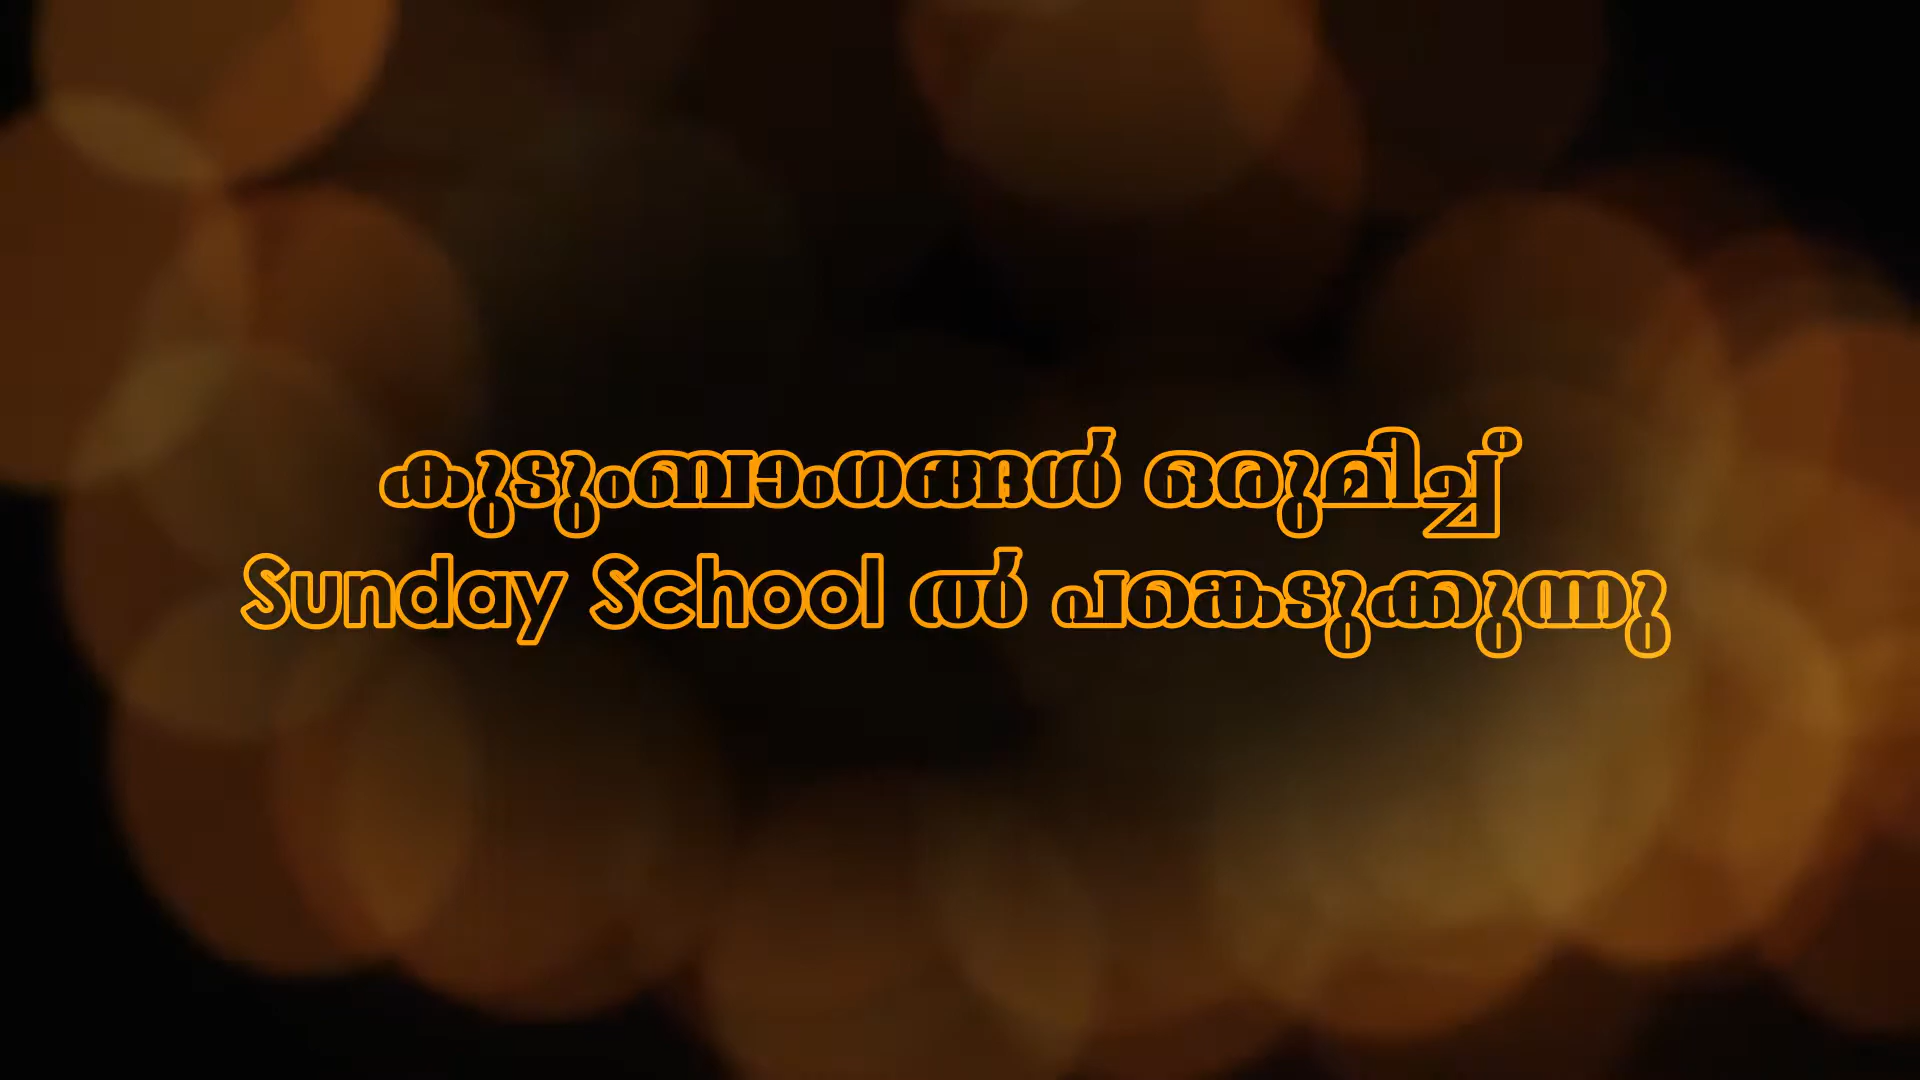 കുടുംബാംഗങ്ങൾ ഒരുമിച്ച്
Sunday School ൽ പങ്കെടുക്കുന്നു